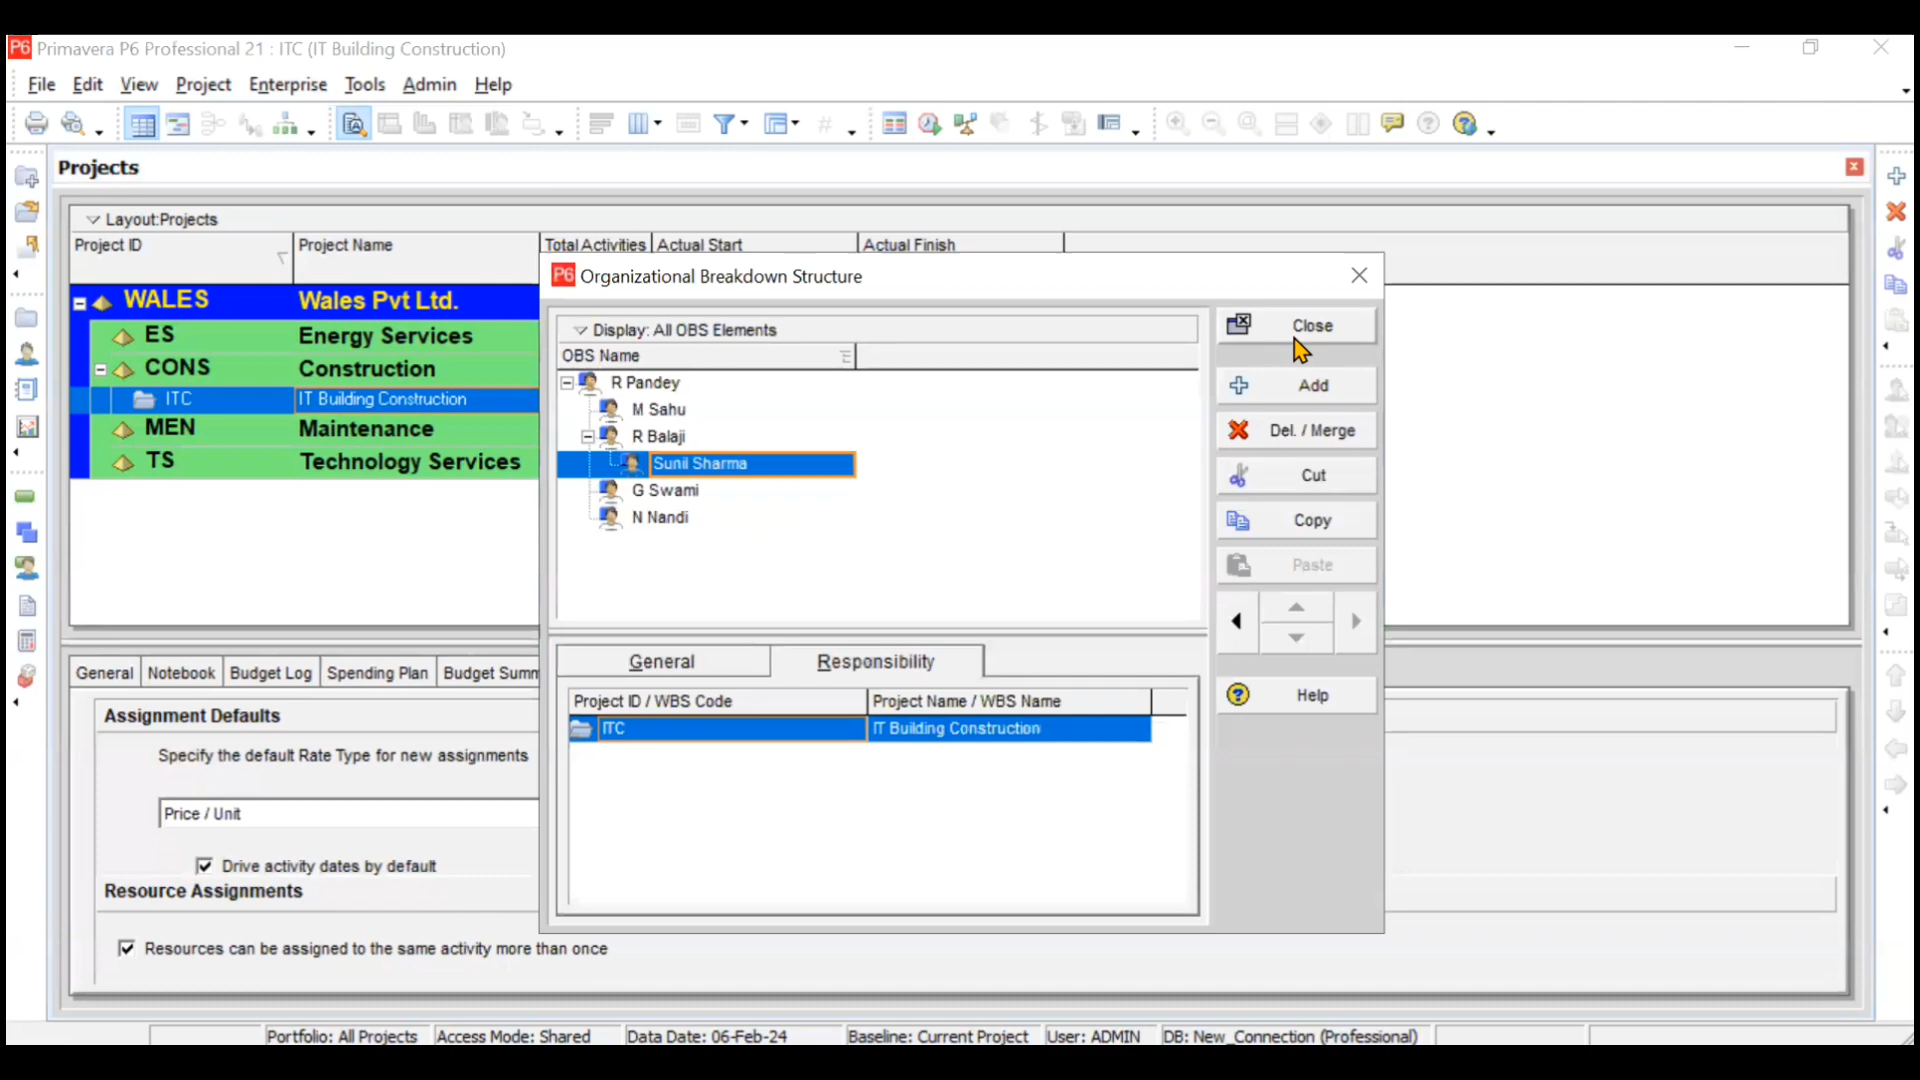 P6 Primavera P6 Professional 21 : ITC (IT Building Construction)
File Edit View Project Enterprise Tools Admin Help
Projects
Layout:Projects
Project ID Project Name Total Activities Actual Start Actual Finish
WALES Wales Pvt Ltd.
ES Energy Services
CONS Construction
ITC IT Building Construction
MEN Maintenance
TS Technology Services
P6 Organizational Breakdown Structure
Display: All OBS Elements
OBS Name
R Pandey
M Sahu
R Balaji
Sunil Sharma
G Swami
N Nandi
Close
Add
Del. / Merge
Cut
Copy
Paste
Help
General Responsibility
Project ID / WBS Code Project Name / WBS Name
ITC IT Building Construction
General Notebook Budget Log Spending Plan Budget Summ
Assignment Defaults
Specify the default Rate Type for new assignments
Price / Unit
Drive activity dates by default
Resource Assignments
Resources can be assigned to the same activity more than once
Portfolio: All Projects Access Mode: Shared Data Date: 06-Feb-24 Baseline: Current Project User: ADMIN DB: New_Connection (Professional)